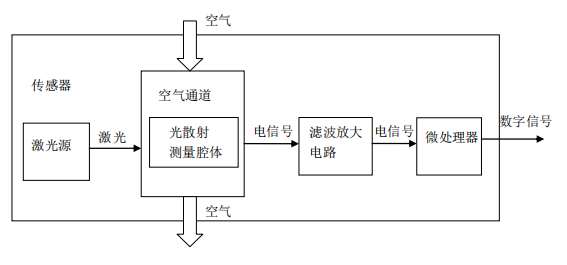 空气
传感器
空气通道
激光源
激光
光散射
测量腔体
电信号
滤波放大
电路
电信号
微处理器
数字信号
空气